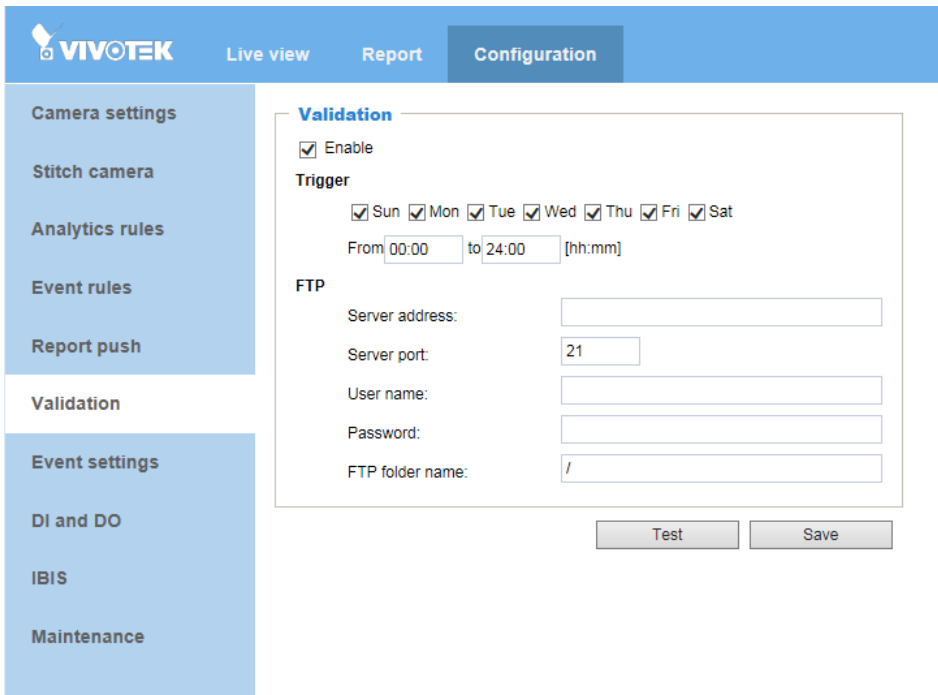 VIVOTEK
Live view Report Configuration
Camera settings
Stitch camera
Analytics rules
Event rules
Report push
Validation
Event settings
DI and DO
IBIS
Maintenance
Validation
Enable
Trigger
Sun Mon Tue Wed Thu Fri Sat
From 00:00 to 24:00 [hh:mm]
FTP
Server address:
Server port: 21
User name:
Password:
FTP folder name: /
Test Save